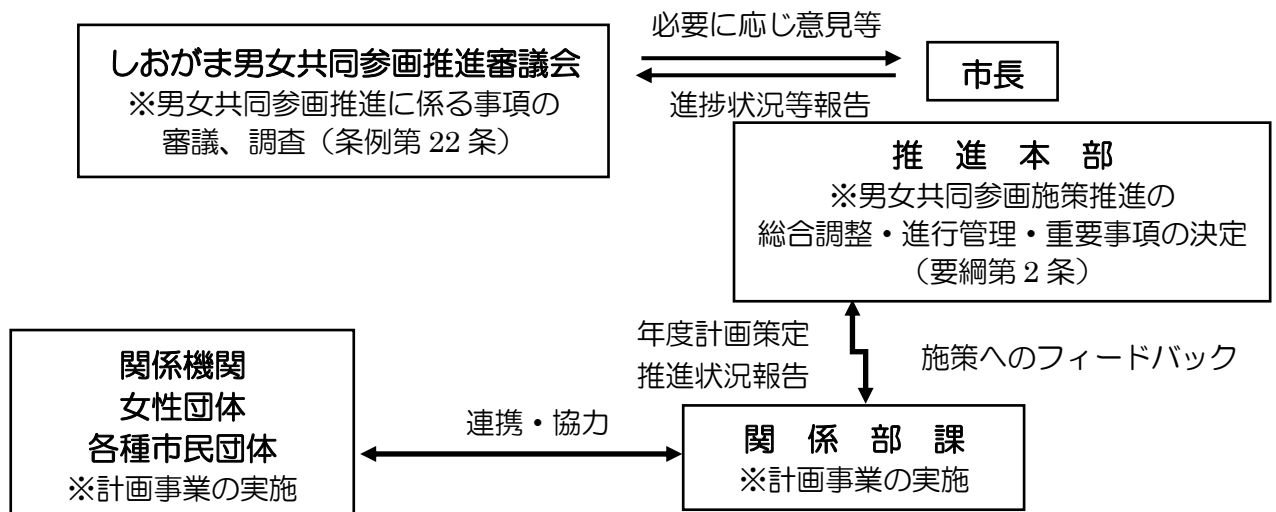 必要に応じ意見等
しおがま男女共同参画推進審議会
※男女共同参画推進に係る事項の
審議、調査（条例第 22 条）
市長
進捗状況等報告
推 進 本 部
※男女共同参画施策推進の
総合調整・進行管理・重要事項の決定
（要綱第 2 条）
年度計画策定
推進状況報告
施策へのフィードバック
関係機関
女性団体
各種市民団体
※計画事業の実施
連携・協力
関 係 部 課
※計画事業の実施